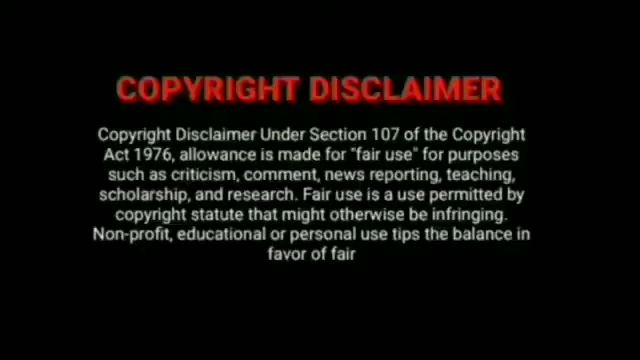 COPYRIGHT DISCLAIMER
Copyright Disclaimer Under Section 107 of the Copyright
Act 1976, allowance is made for "fair use" for purposes
such as criticism, comment, news reporting, teaching,
scholarship, and research. Fair use is a use permitted by
copyright statute that might otherwise be infringing.
Non-profit, educational or personal use tips the balance in
favor of fair